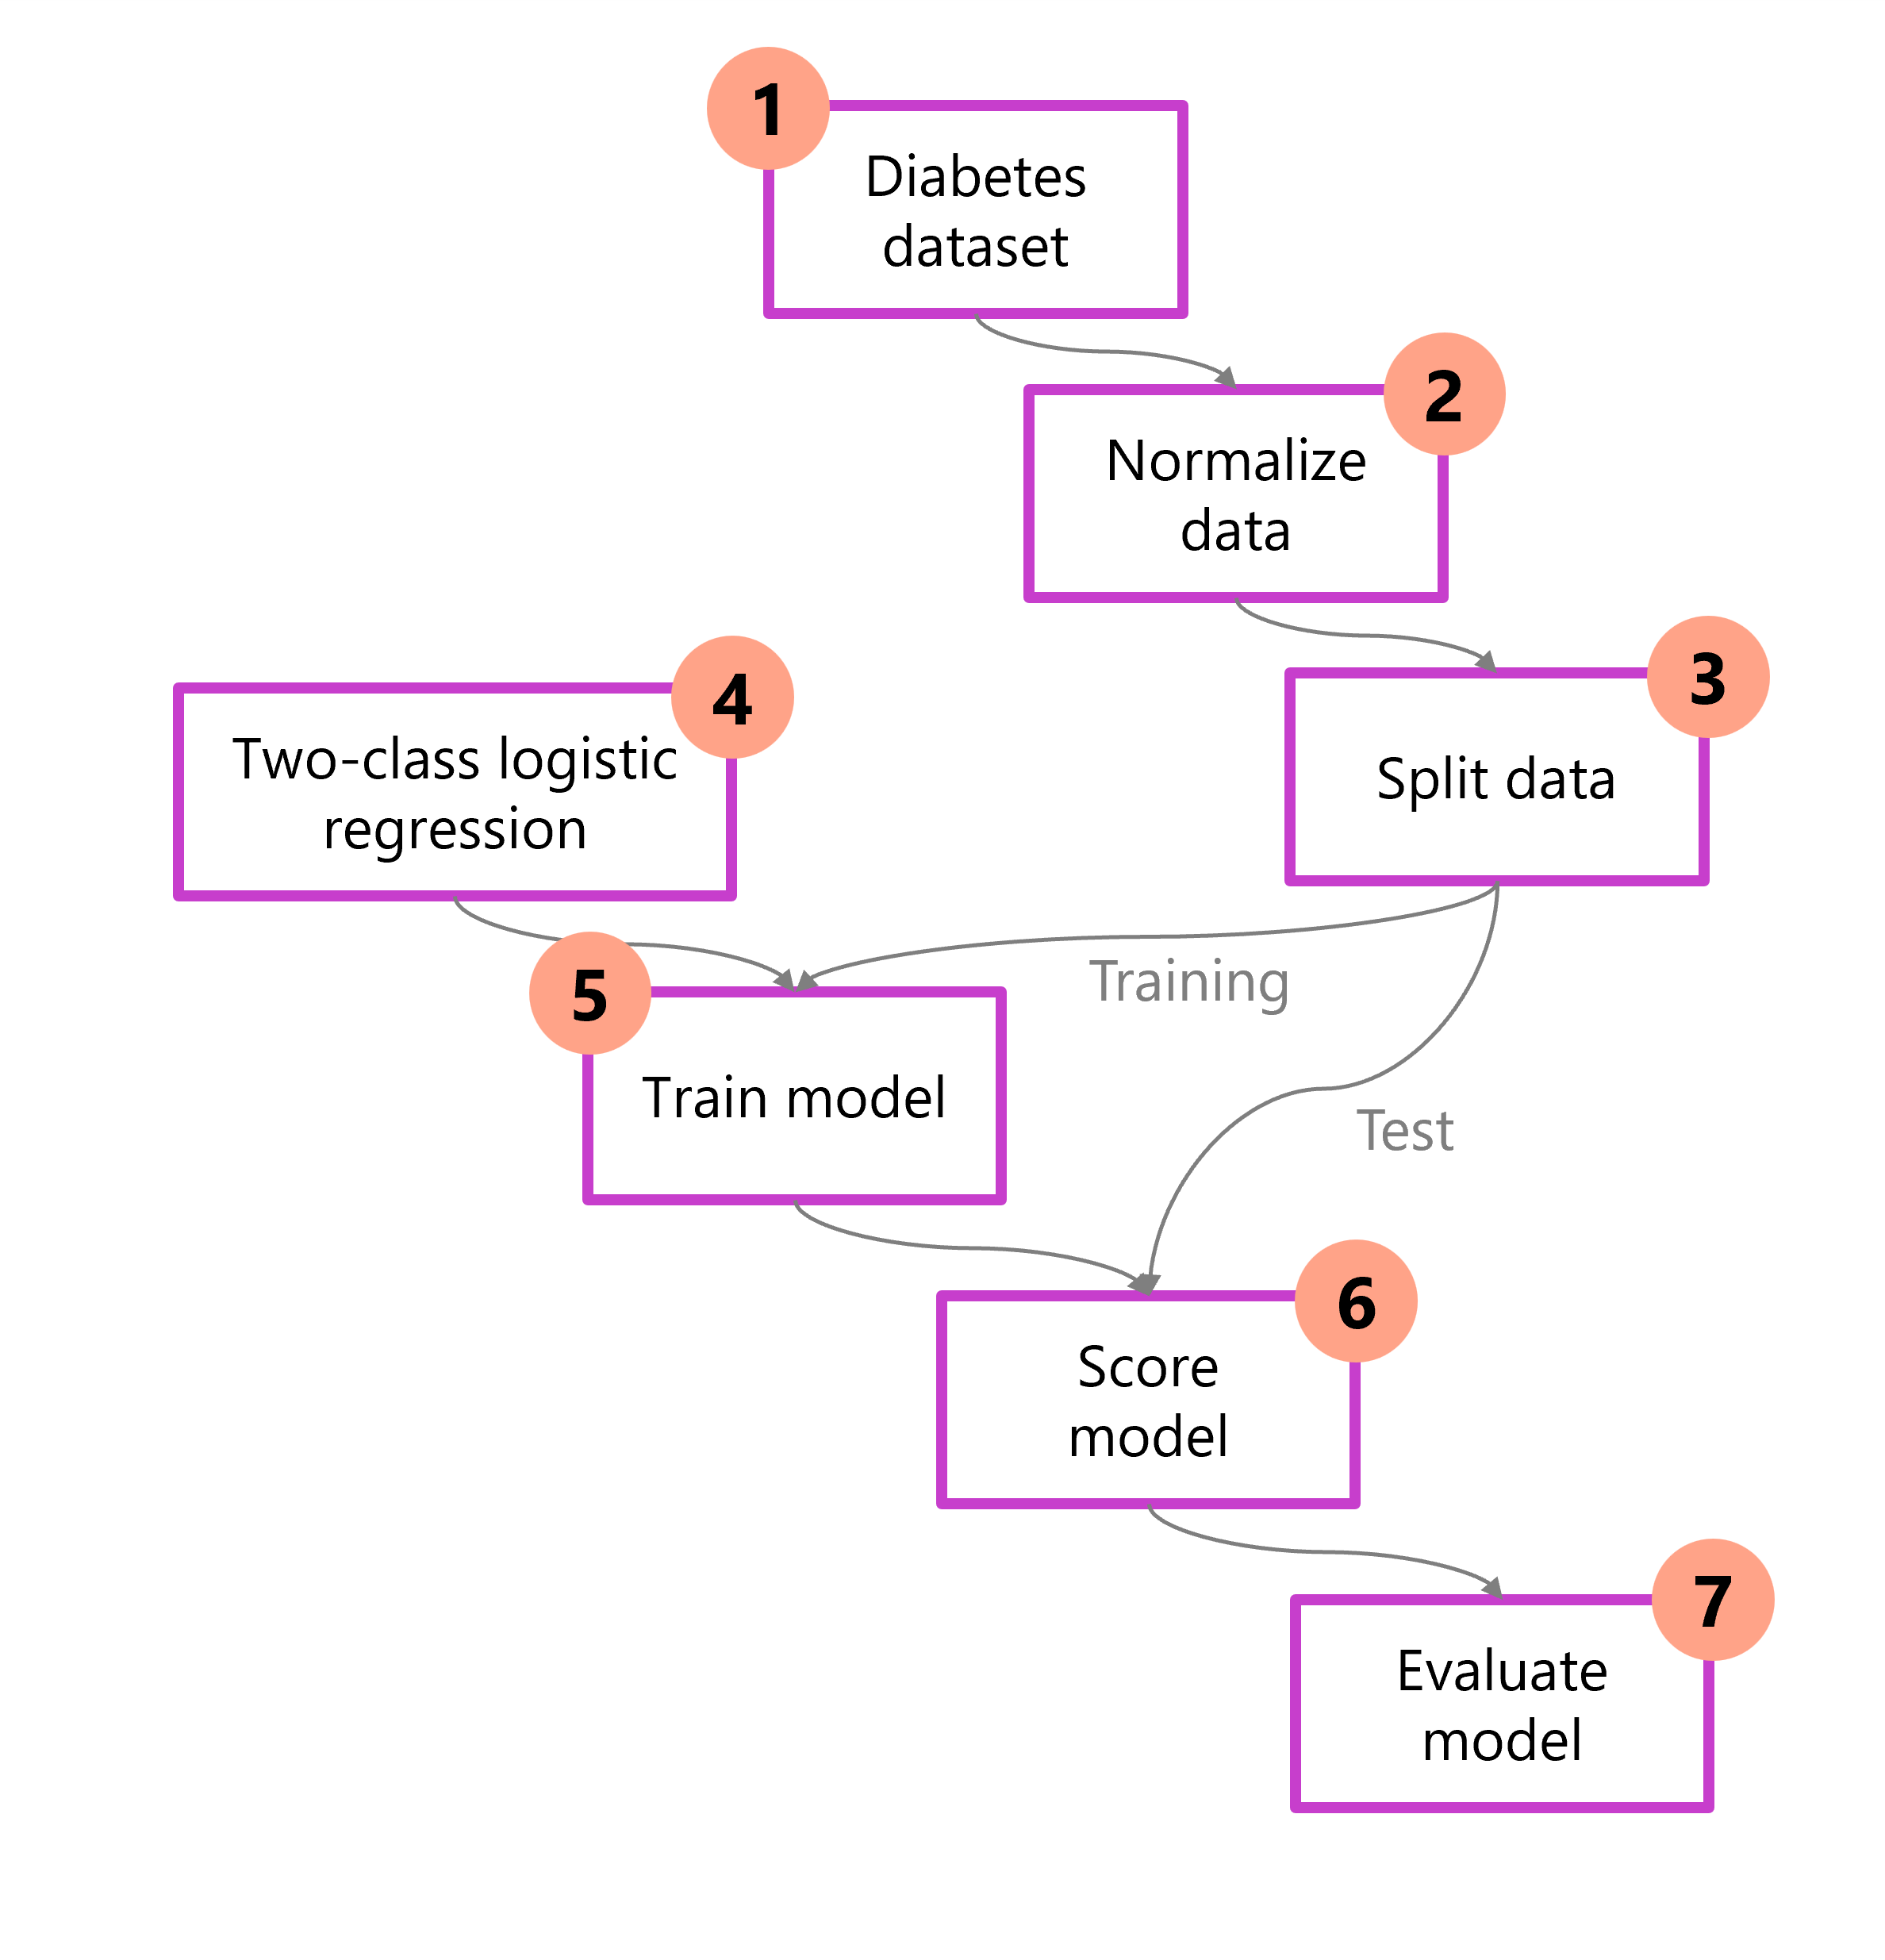 1
Diabetes
dataset
2
Normalize
data
3
Split data
4
Two-class logistic
regression
5
Train model
Training
Test
6
Score
model
7
Evaluate
model